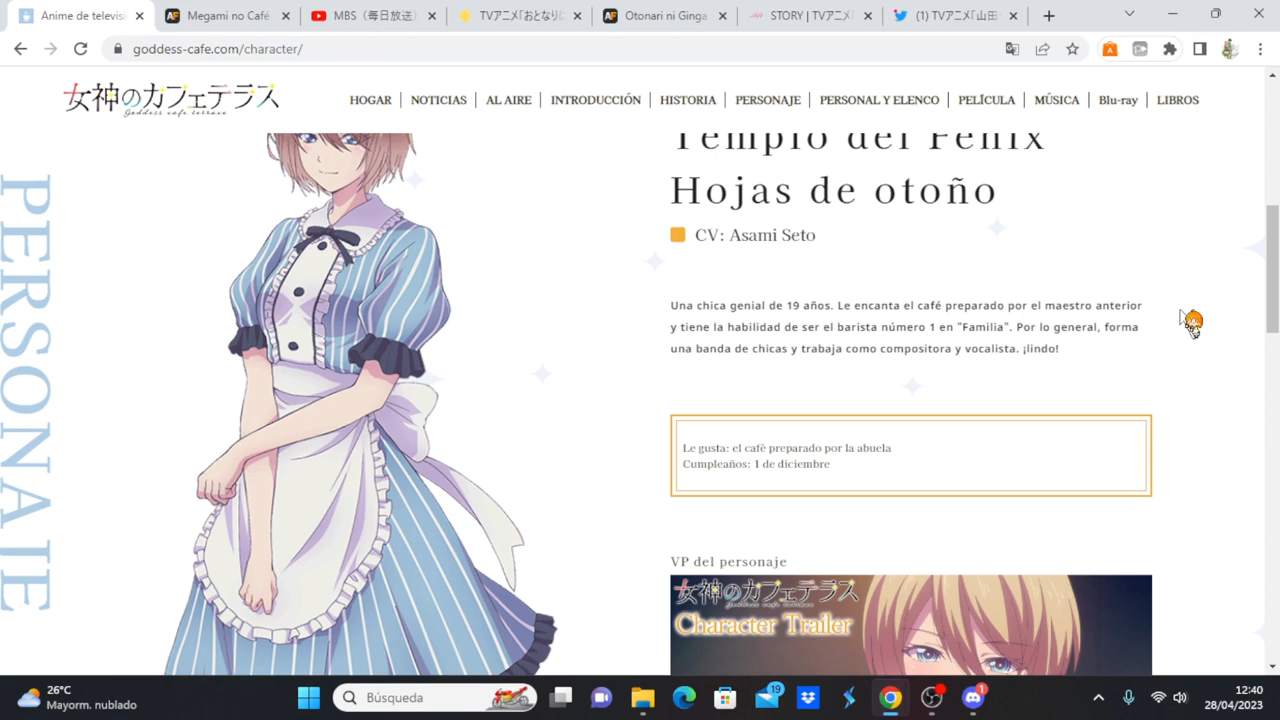 Anime de televisi
Megami no Café
MBS（毎日放送）
TVアニメ「おとなりに
Otonari ni Ginga
STORY | TVアニメ「
(1) TVアニメ「山田
goddess-cafe.com/character/
女神のカフェテラス
Goddess cafe terrace
HOGAR
NOTICIAS
AL AIRE
INTRODUCCIÓN
HISTORIA
PERSONAJE
PERSONAL Y ELENCO
PELÍCULA
MÚSICA
Blu-ray
LIBROS
PERSONAJE
Templo del Fénix
Hojas de otoño
CV: Asami Seto
Una chica genial de 19 años. Le encanta el café preparado por el maestro anterior
y tiene la habilidad de ser el barista número 1 en "Familia". Por lo general, forma
una banda de chicas y trabaja como compositora y vocalista. ¡lindo!
Le gusta: el café preparado por la abuela
Cumpleaños: 1 de diciembre
VP del personaje
女神のカフェテラス
Goddess cafe terrace
Character Trailer
26°C
Mayorm. nublado
Búsqueda
19
1
12:40
28/04/2023